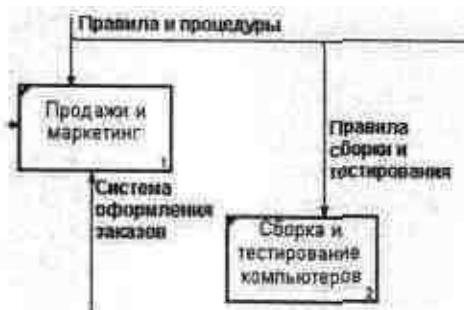 Правила и процедуры
Продажи и
маркетинг
1
Правила
сборки и
тестирования
Система
оформления
заказов
Сборка и
тестирование
компьютеров
2